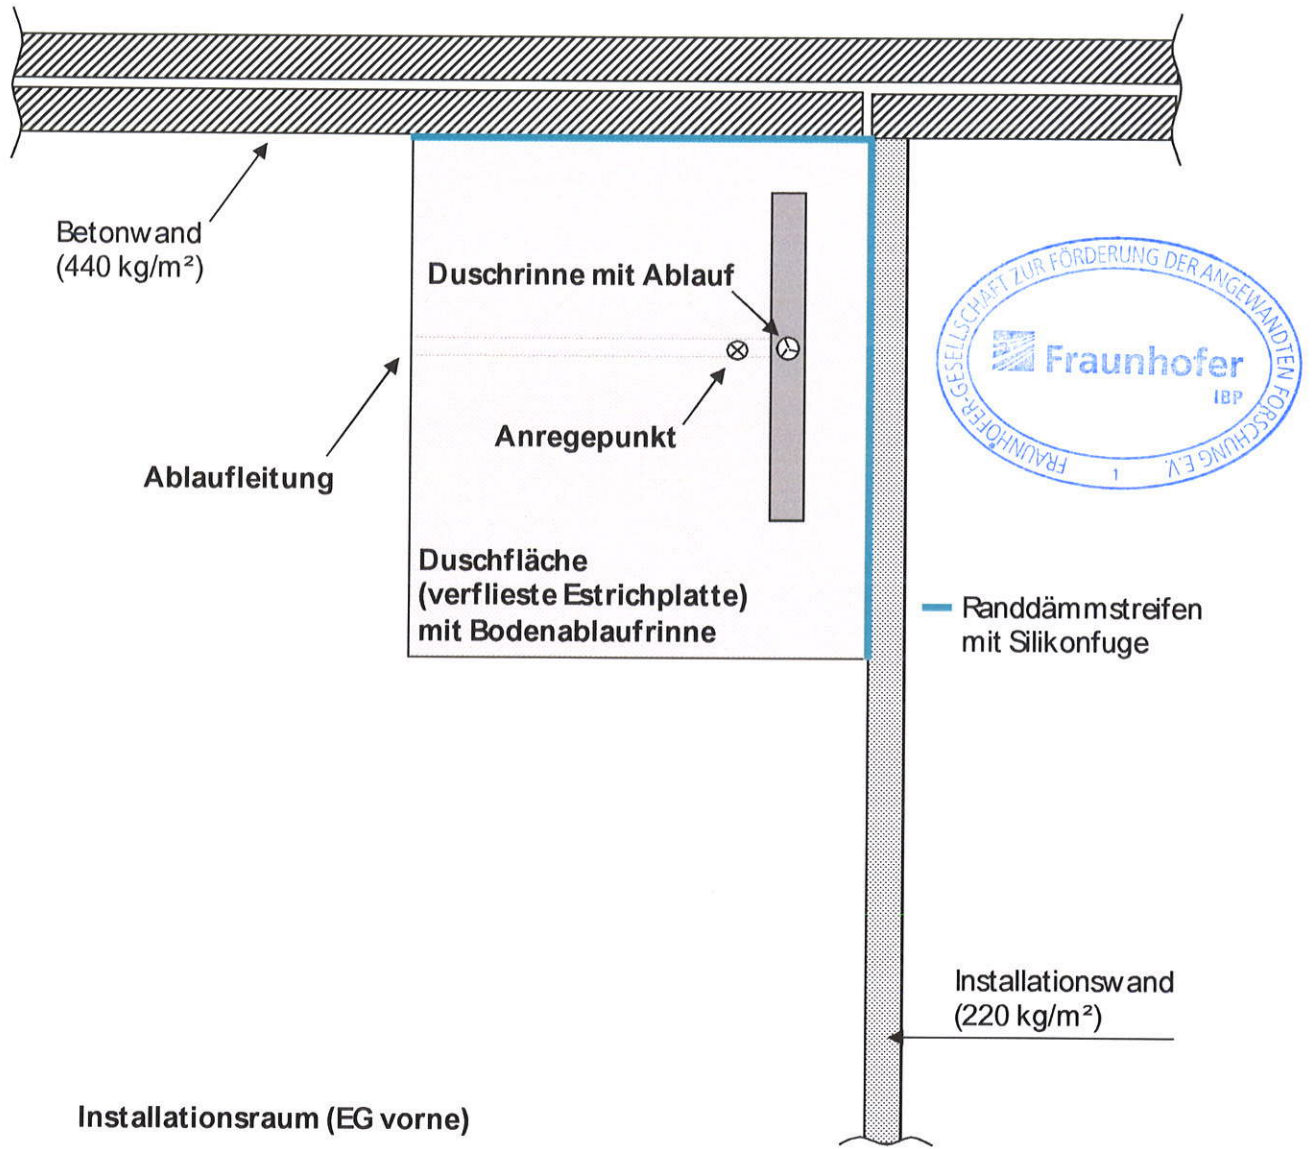 Betonwand
(440 kg/m²)
Duschrinne mit Ablauf
Anregepunkt
Ablaufleitung
Duschfläche
(verflieste Estrichplatte)
mit Bodenablaufrinne
FRAUNHOFER-GESELLSCHAFT ZUR FÖRDERUNG DER ANGEWANDTEN FORSCHUNG E.V.
Fraunhofer
IBP
1
Randdämmstreifen
mit Silikonfuge
Installationswand
(220 kg/m²)
Installationsraum (EG vorne)